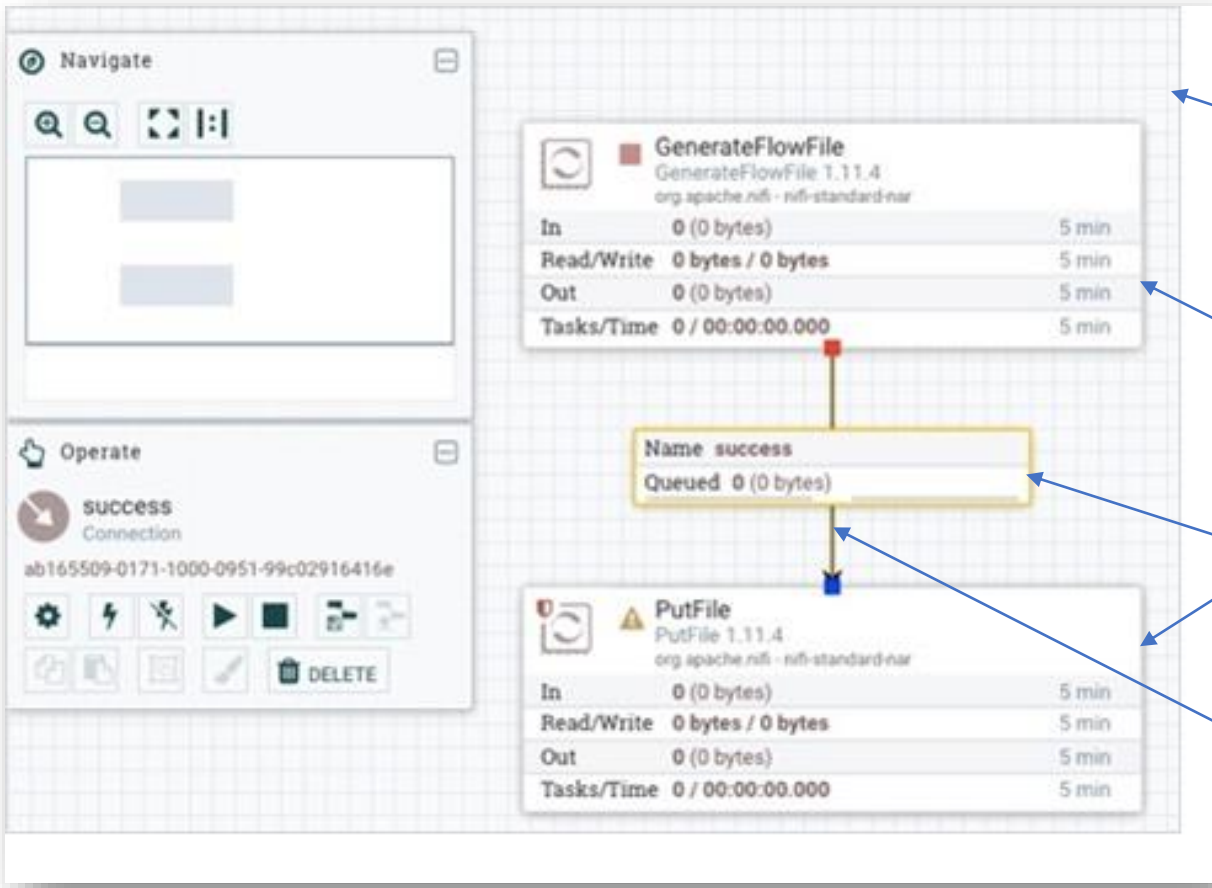 Navigate
GenerateFlowFile
GenerateFlowFile 1.11.4
org.apache.nifi - nifi-standard-nar
In 0 (0 bytes) 5 min
Read/Write 0 bytes / 0 bytes 5 min
Out 0 (0 bytes) 5 min
Tasks/Time 0 / 00:00:00.000 5 min
Name success
Queued 0 (0 bytes)
Operate
success
Connection
ab165509-0171-1000-0951-99c02916416e
DELETE
PutFile
PutFile 1.11.4
org.apache.nifi - nifi-standard-nar
In 0 (0 bytes) 5 min
Read/Write 0 bytes / 0 bytes 5 min
Out 0 (0 bytes) 5 min
Tasks/Time 0 / 00:00:00.000 5 min